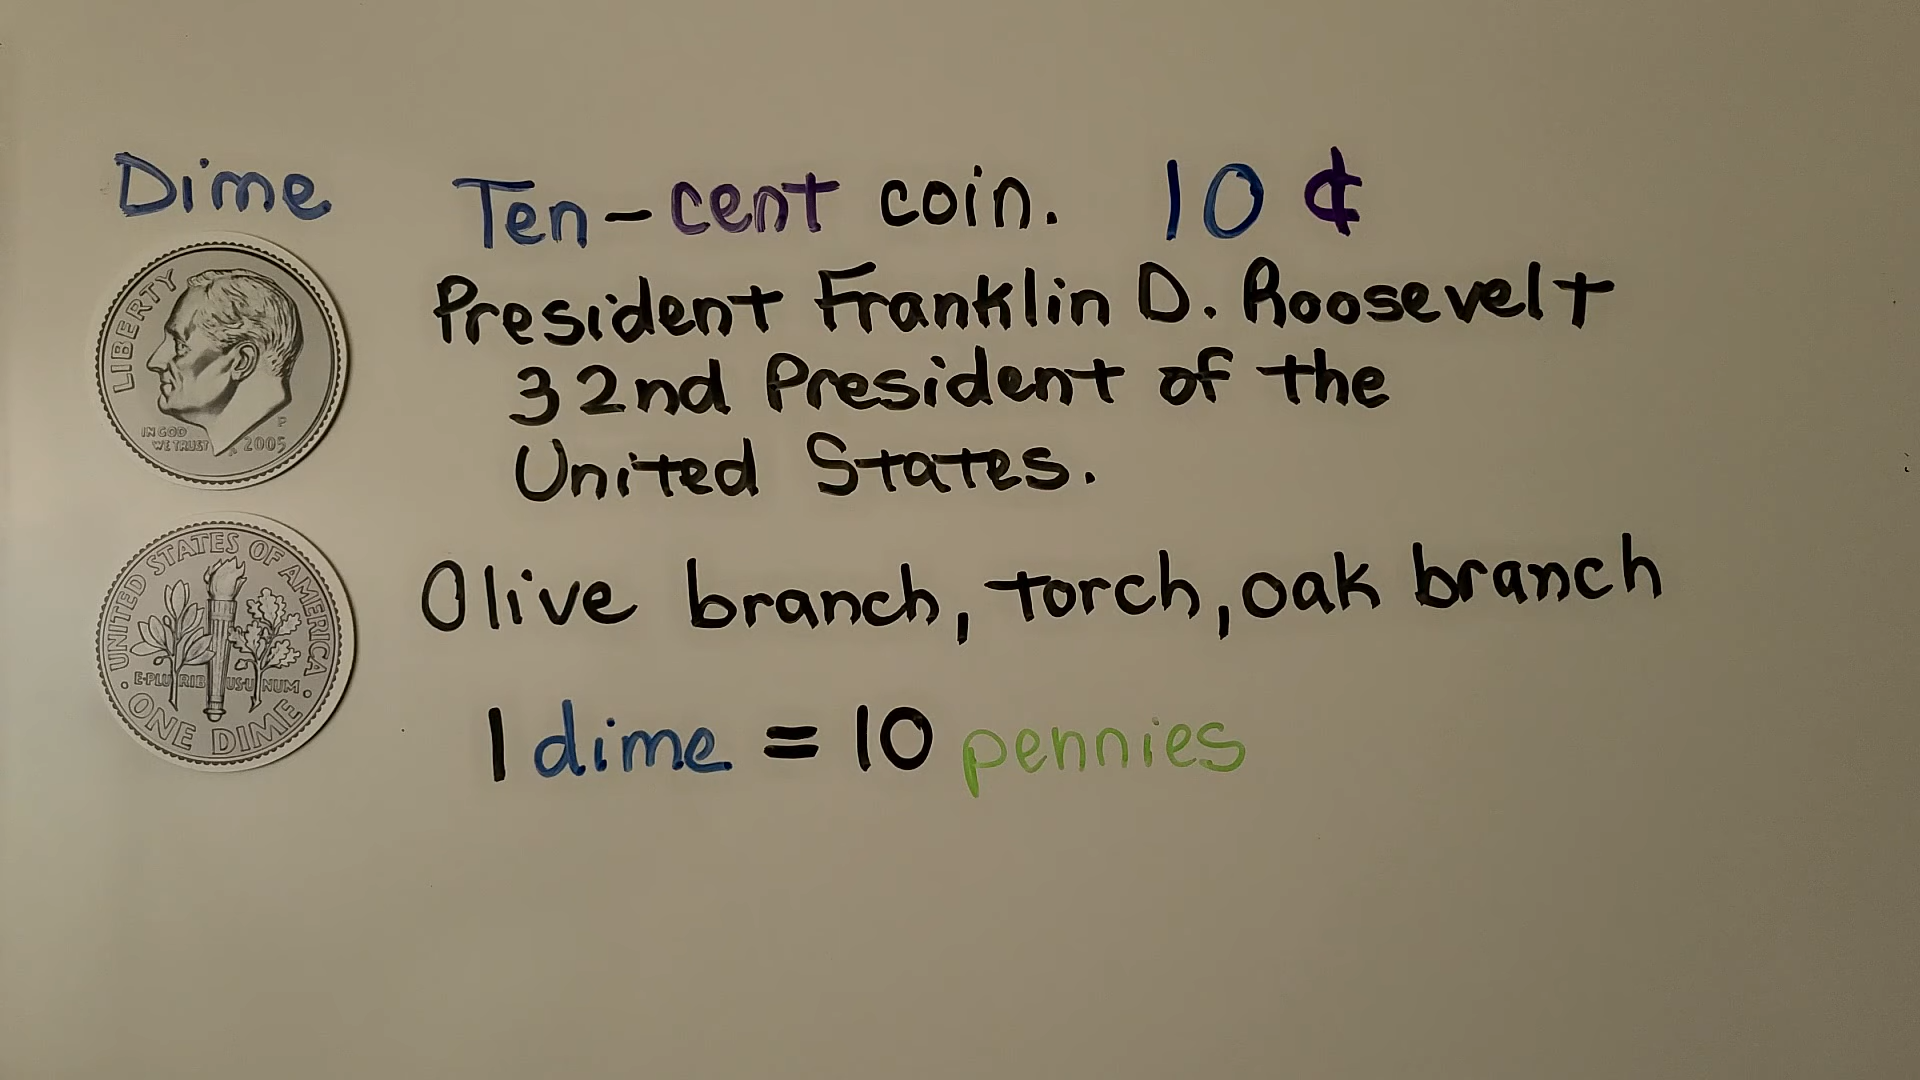 Dime
Ten-cent coin. 10 ¢
President Franklin D. Roosevelt
32nd President of the
United States.
LIBERTY
IN GOD
WE TRUST
P
2005
Olive branch, torch, oak branch
UNITED STATES OF AMERICA
E·PLURIBUS·UNUM
ONE DIME
1 dime = 10 pennies